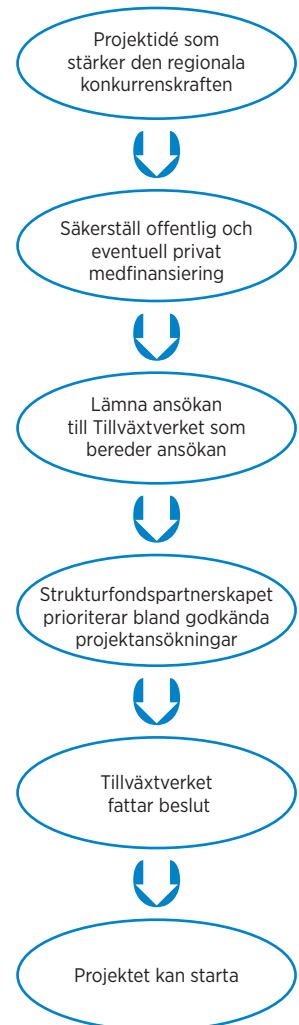 Projektidé som
stärker den regionala
konkurrenskraften
Säkerställ offentlig och
eventuell privat
medfinansiering
Lämna ansökan
till Tillväxtverket som
bereder ansökan
Strukturfondspartnerskapet
prioriterar bland godkända
projektansökningar
Tillväxtverket
fattar beslut
Projektet kan starta